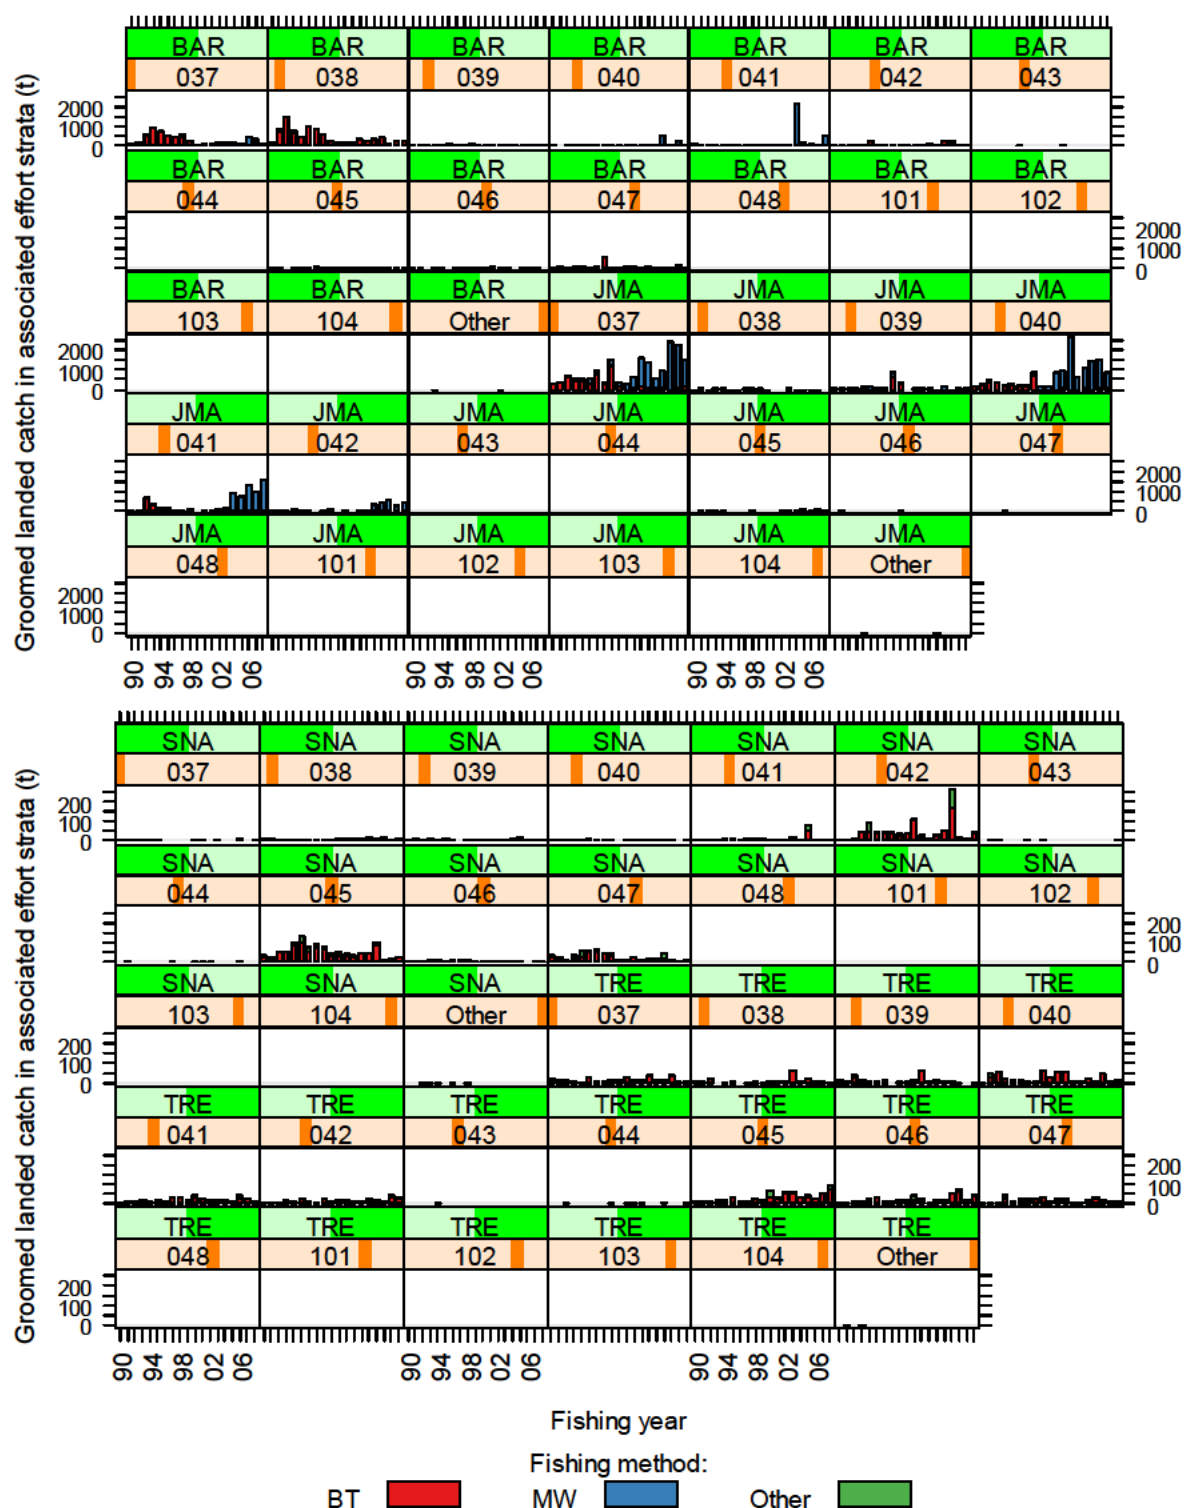 Groomed landed catch in associated effort strata (t)
BAR BAR BAR BAR BAR BAR BAR
037 038 039 040 041 042 043
2000
1000
0
BAR BAR BAR BAR BAR BAR BAR
044 045 046 047 048 101 102
2000
1000
0
BAR BAR BAR JMA JMA JMA JMA
103 104 Other 037 038 039 040
2000
1000
0
JMA JMA JMA JMA JMA JMA JMA
041 042 043 044 045 046 047
2000
1000
0
JMA JMA JMA JMA JMA JMA
048 101 102 103 104 Other
2000
1000
0
90 94 98 02 06 90 94 98 02 06 90 94 98 02 06
Groomed landed catch in associated effort strata (t)
SNA SNA SNA SNA SNA SNA SNA
037 038 039 040 041 042 043
200
100
0
SNA SNA SNA SNA SNA SNA SNA
044 045 046 047 048 101 102
200
100
0
SNA SNA SNA TRE TRE TRE TRE
103 104 Other 037 038 039 040
200
100
0
TRE TRE TRE TRE TRE TRE TRE
041 042 043 044 045 046 047
200
100
0
TRE TRE TRE TRE TRE TRE
048 101 102 103 104 Other
200
100
0
90 94 98 02 06 90 94 98 02 06 90 94 98 02 06
Fishing year
Fishing method:
BT MW Other